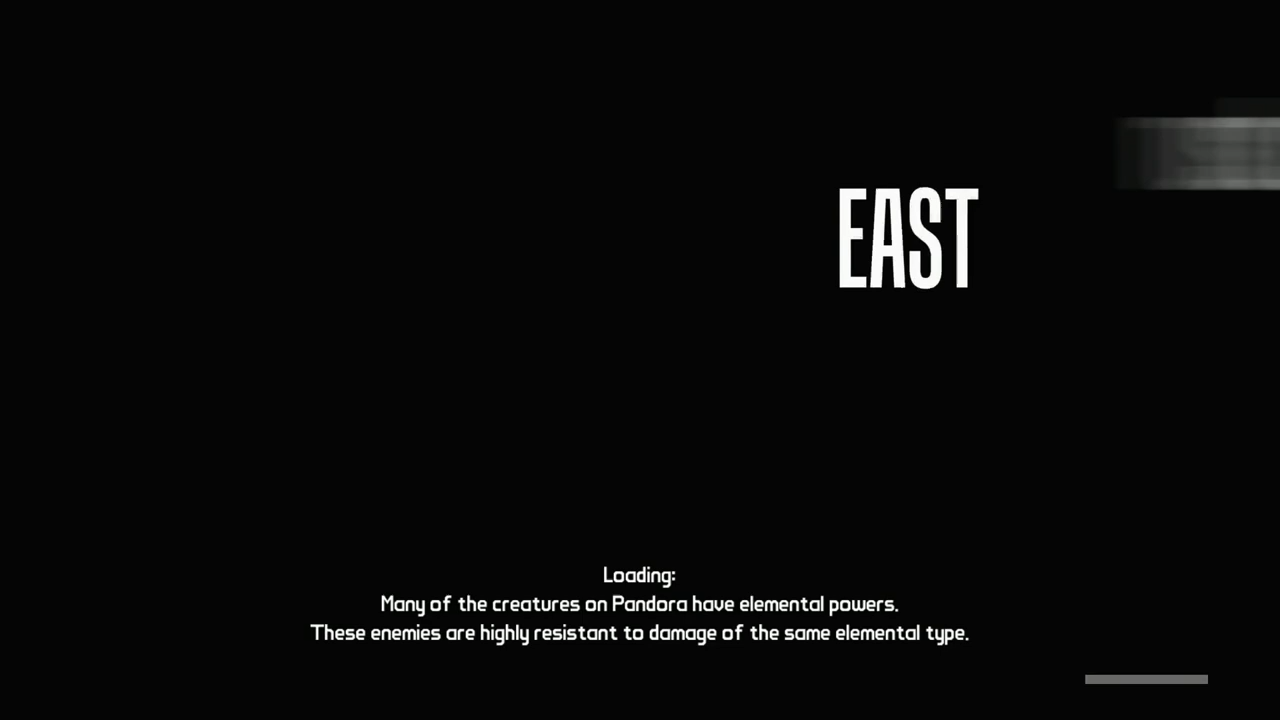 EAST
Loading:
Many of the creatures on Pandora have elemental powers.
These enemies are highly resistant to damage of the same elemental type.